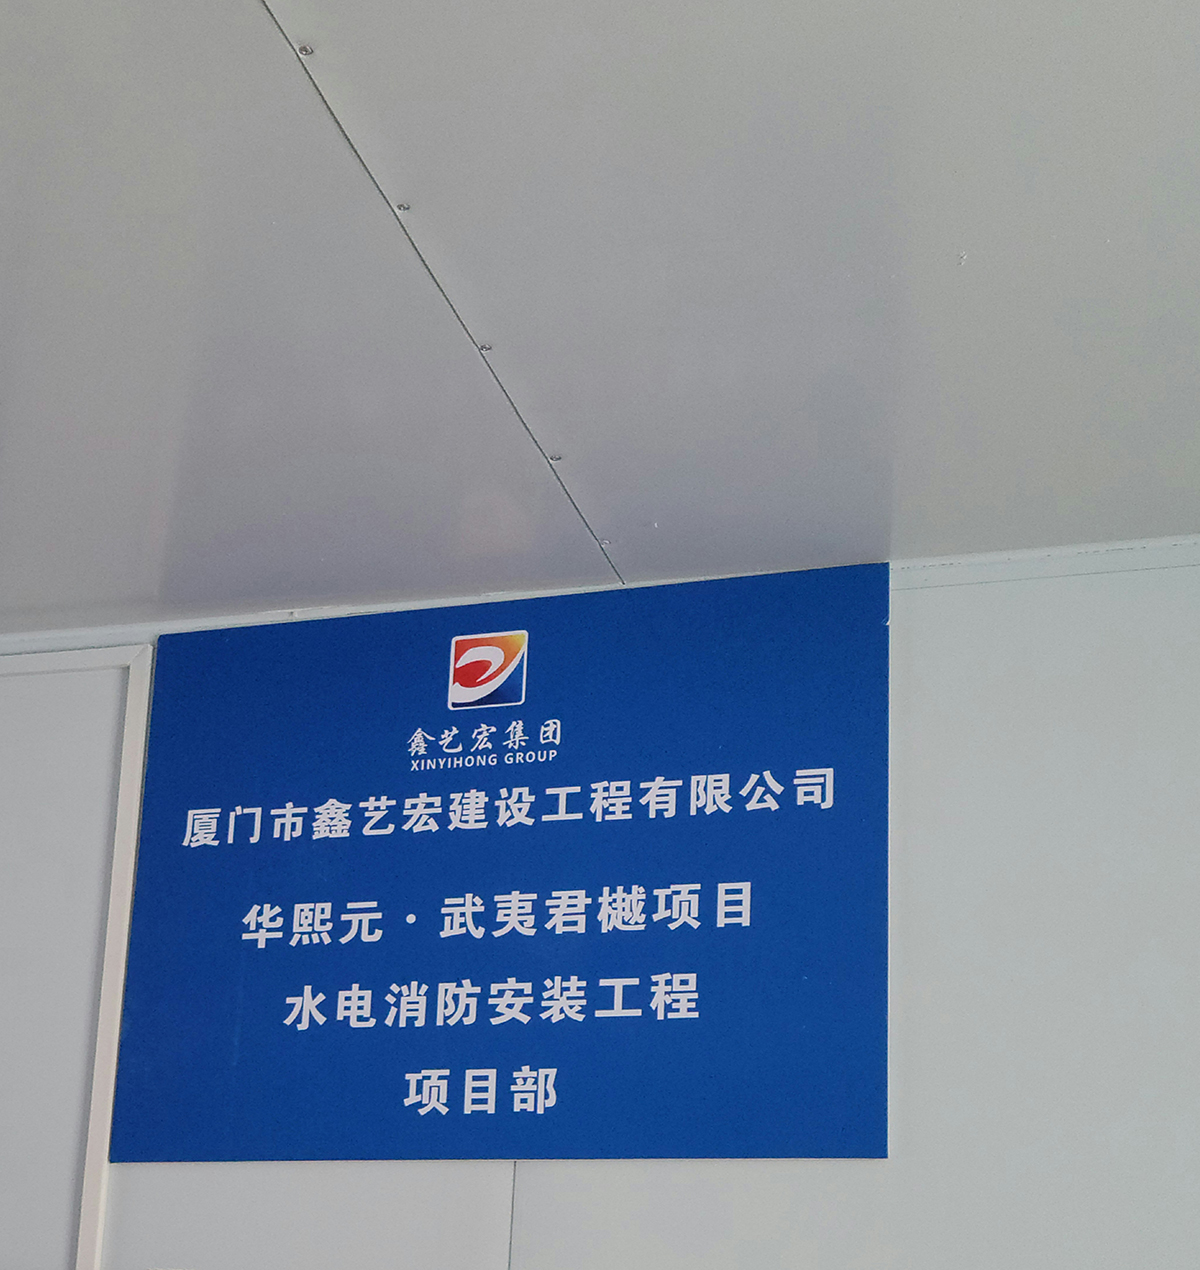 鑫艺宏集团
XINYIHONG GROUP
厦门市鑫艺宏建设工程有限公司
华熙元·武夷君樾项目
水电消防安装工程
项目部